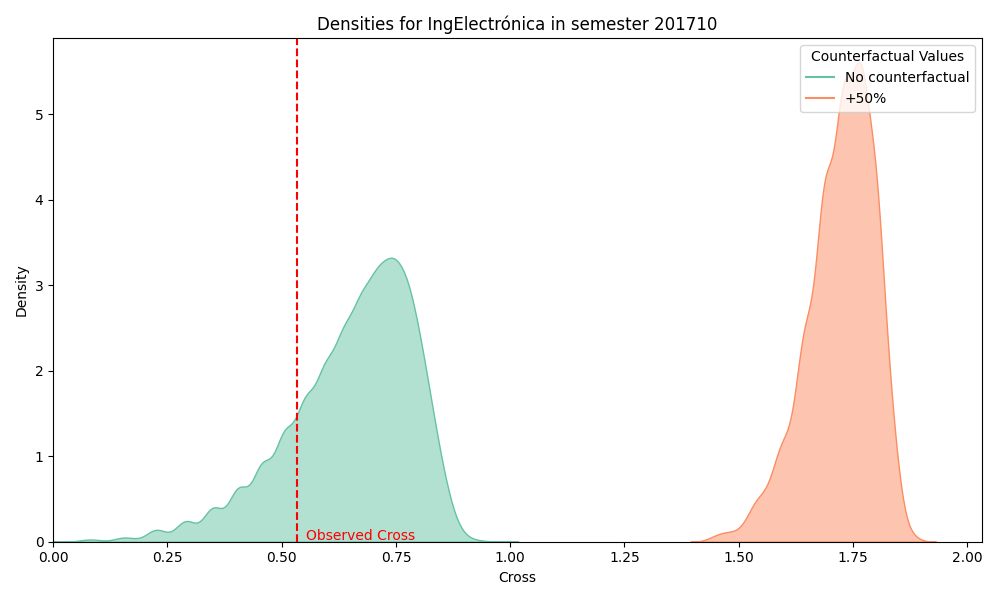 Densities for IngElectrónica in semester 201710
Counterfactual Values
No counterfactual
+50%
Density
5
4
3
2
1
0
Observed Cross
0.00 0.25 0.50 0.75 1.00 1.25 1.50 1.75 2.00
Cross